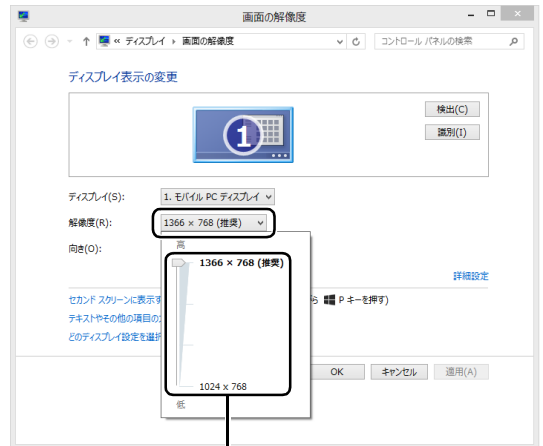 画面の解像度
« ディスプレイ › 画面の解像度
コントロール パネルの検索
ディスプレイ表示の変更
1
検出(C)
識別(I)
ディスプレイ(S):
1. モバイル PC ディスプレイ
解像度(R):
1366 × 768 (推奨)
向き(O):
高
1366 × 768 (推奨)
1024 x 768
低
詳細設定
セカンド スクリーンに表示す
ら P キーを押す)
テキストやその他の項目の
どのディスプレイ設定を選択
OK
キャンセル
適用(A)